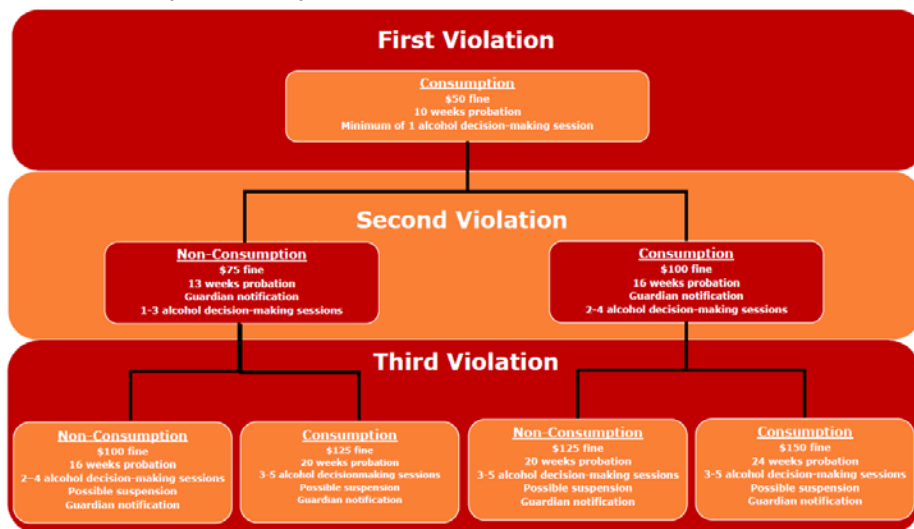 First Violation
Consumption
$50 fine
10 weeks probation
Minimum of 1 alcohol decision-making session
Second Violation
Non-Consumption
$75 fine
13 weeks probation
Guardian notification
1-3 alcohol decision-making sessions
Consumption
$100 fine
16 weeks probation
Guardian notification
2-4 alcohol decision-making sessions
Third Violation
Non-Consumption
$100 fine
16 weeks probation
2-4 alcohol decision-making sessions
Possible suspension
Guardian notification
Consumption
$125 fine
20 weeks probation
3-5 alcohol decisionmaking sessions
Possible suspension
Guardian notification
Non-Consumption
$125 fine
20 weeks probation
3-5 alcohol decision-making sessions
Possible suspension
Guardian notification
Consumption
$150 fine
24 weeks probation
3-5 alcohol decision-making sessions
Possible suspension
Guardian notification